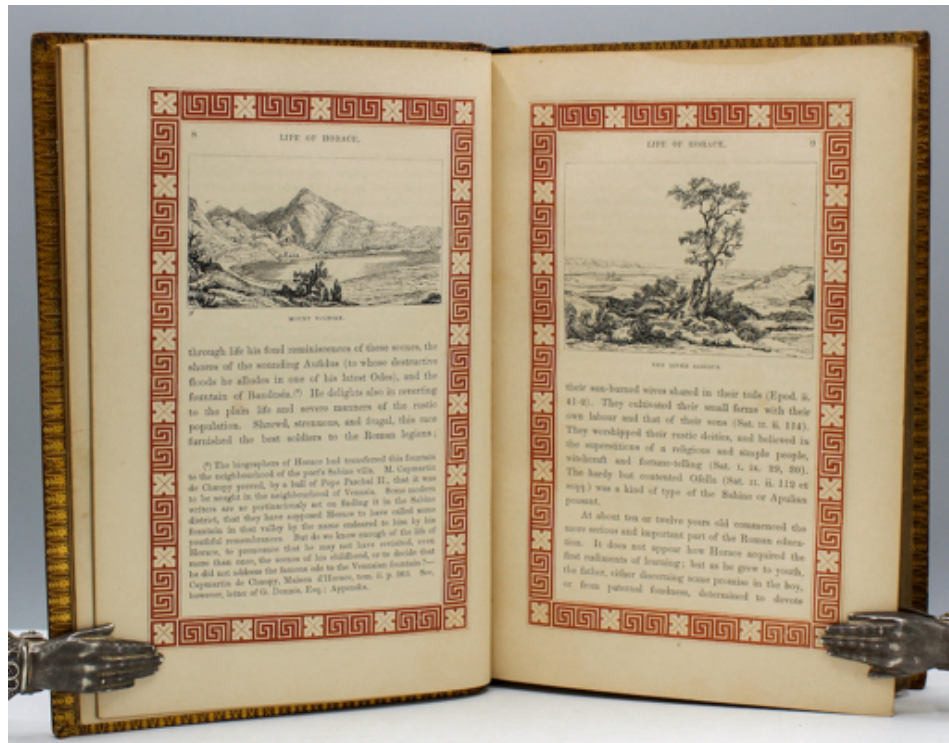 8
LIFE OF HORACE.
MOUNT
through life his fond reminiscences of these scenes, the
shores of the sounding Aufidus (to whose destructive
floods he alludes in one of his latest Odes), and the
fountain of Bandusia.(⁶) He delights also in reverting
to the plain life and severe manners of the rustic
population. Shrewd, strenuous, and frugal, this race
furnished the best soldiers to the Roman legions;
(⁶) The biographers of Horace had transferred this fountain
to the neighbourhood of the poet's Sabine villa. M. Capmartin
de Chaupy proved, by a bull of Pope Paschal II., that it was
to be sought in the neighbourhood of Venusia. Some modern
writers are so pertinaciously set on finding it in the Sabine
district, that they have supposed Horace to have called some
fountain in that valley by the name endeared to him by his
youthful remembrances. But do we know enough of the life of
Horace, to pronounce that he may not have revisited, even
more than once, the scenes of his childhood, or to decide that
he did not address the famous ode to the Venusian fountain?—
Capmartin de Chaupy, Maison d'Horace, tom. ii. p. 363. See,
however, letter of G. Dennis, Esq.: Appendix.
LIFE OF HORACE.
9
THE RIVER
their sun-burned wives shared in their toils (Epod. ii.
41-2). They cultivated their small farms with their
own labour and that of their sons (Sat. II. ii. 114).
They worshipped their rustic deities, and believed in
the superstitions of a religious and simple people,
witchcraft and fortune-telling (Sat. I. ix. 29, 30).
The hardy but contented Ofella (Sat. II. ii. 112 et
seqq.) was a kind of type of the Sabine or Apulian
peasant.
At about ten or twelve years old commenced the
more serious and important part of the Roman educa-
tion. It does not appear how Horace acquired the
first rudiments of learning; but as he grew to youth,
the father, either discerning some promise in the boy,
or from paternal fondness, determined to devote